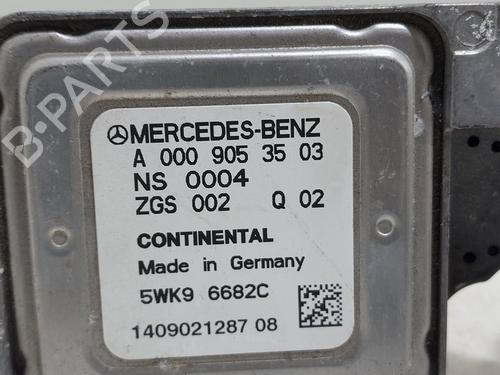 B-PARTS
MERCEDES-BENZ
A 000 905 35 03
NS 0004
ZGS 002 Q 02
CONTINENTAL
Made in Germany
5WK9 6682C
1409021287 08